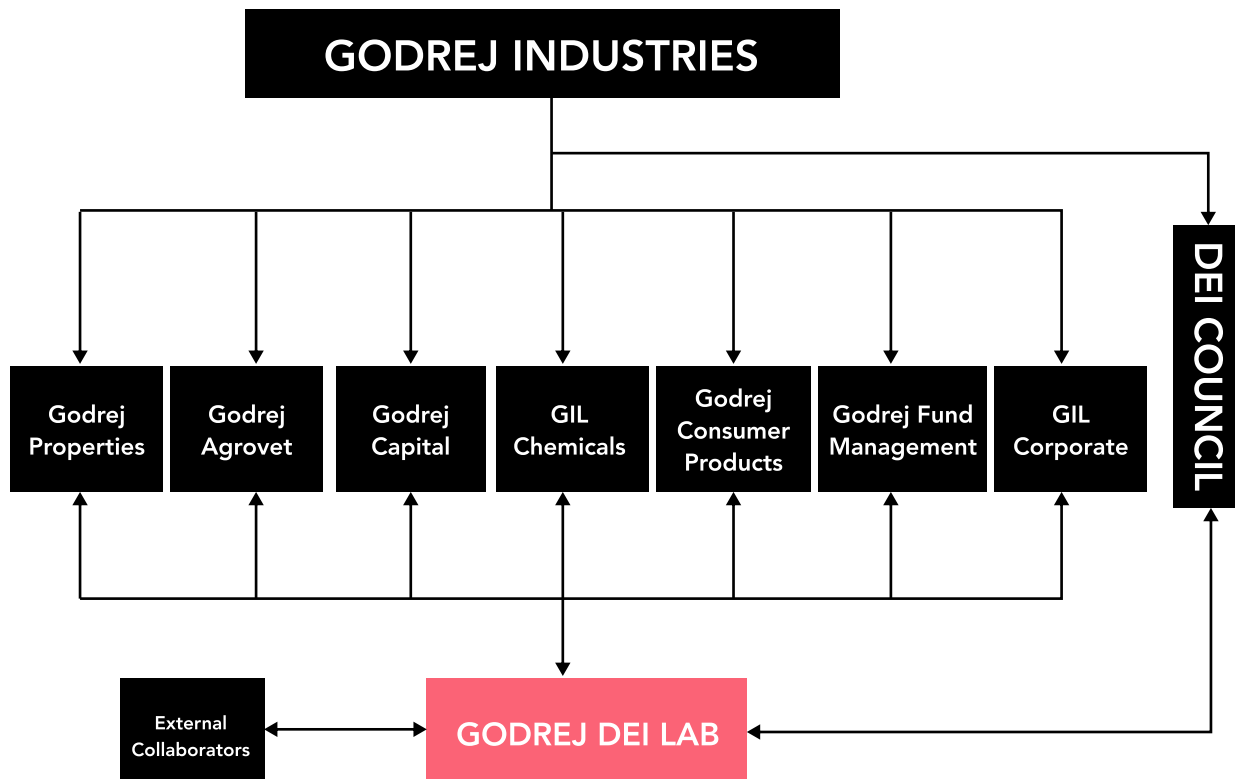 GODREJ INDUSTRIES
DEI COUNCIL
Godrej
Properties
Godrej
Agrovet
Godrej
Capital
GIL
Chemicals
Godrej
Consumer
Products
Godrej Fund
Management
GIL
Corporate
External
Collaborators
GODREJ DEI LAB